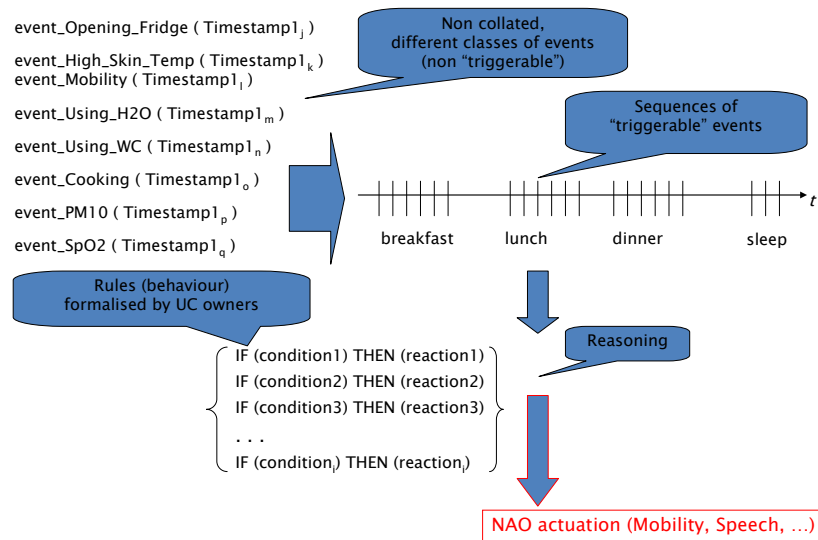 event_Opening_Fridge ( Timestamp1j )
event_High_Skin_Temp ( Timestamp1k )
event_Mobility ( Timestamp1l )
event_Using_H2O ( Timestamp1m )
event_Using_WC ( Timestamp1n )
event_Cooking ( Timestamp1o )
event_PM10 ( Timestamp1p )
event_SpO2 ( Timestamp1q )
Non collated,
different classes of events
(non “triggerable”)
Sequences of
“triggerable” events
t
breakfast
lunch
dinner
sleep
Rules (behaviour)
formalised by UC owners
IF (condition1) THEN (reaction1)
IF (condition2) THEN (reaction2)
IF (condition3) THEN (reaction3)
. . .
IF (conditioni) THEN (reactioni)
Reasoning
NAO actuation (Mobility, Speech, ...)